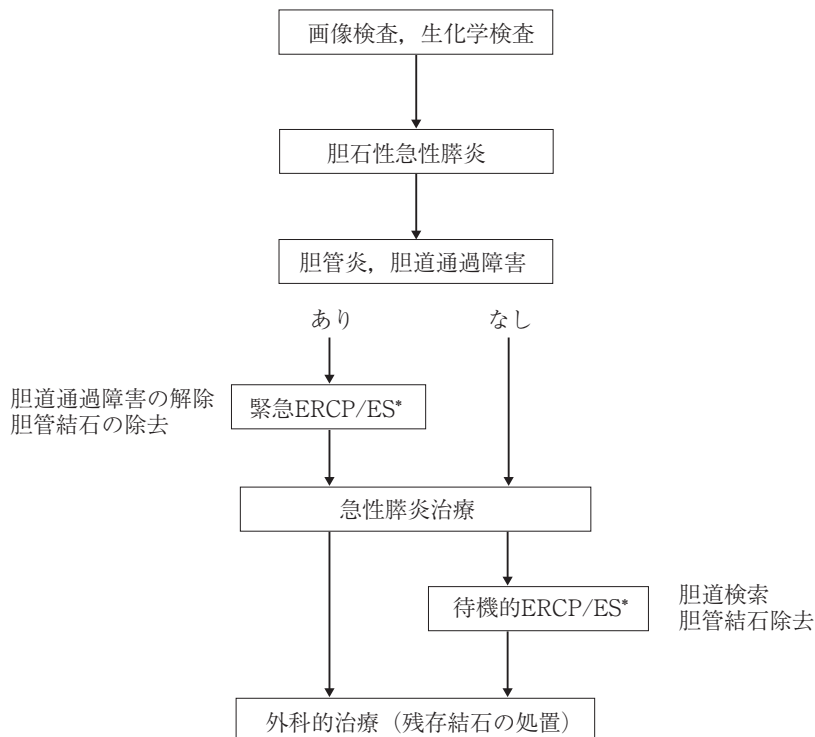 画像検査，生化学検査
胆石性急性膵炎
胆管炎，胆道通過障害
あり
なし
胆道通過障害の解除
胆管結石の除去
緊急ERCP/ES*
急性膵炎治療
待機的ERCP/ES*
胆道検索
胆管結石除去
外科的治療（残存結石の処置）